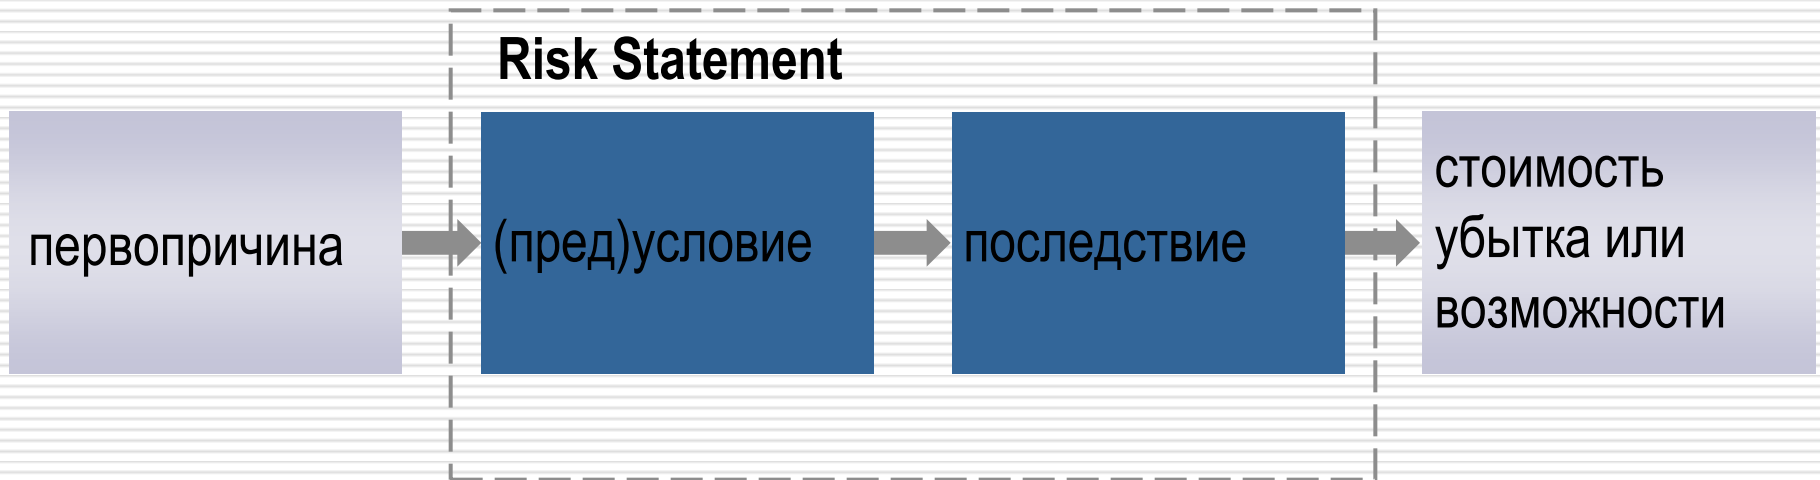 Risk Statement
первопричина
(пред)условие
последствие
стоимость
убытка или
возможности